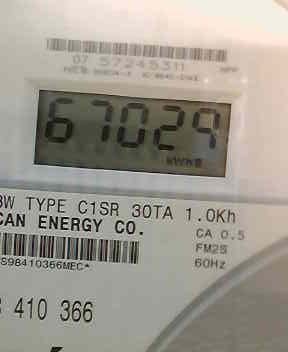 07 57245311
67029
3W TYPE C1SR 30TA 1.0Kh
CAN ENERGY CO. CA 0.5
FM2S
S98410366MEC* 60Hz
410 366